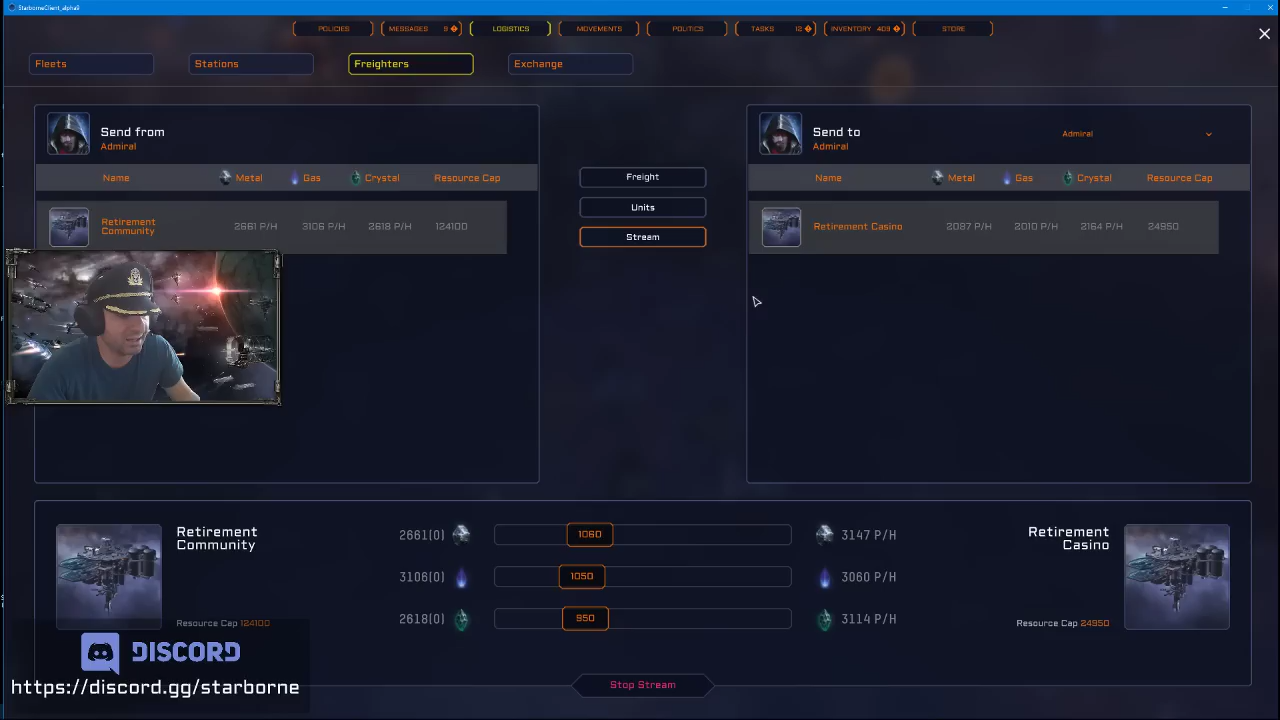 StarborneClient_alpha9
POLICIES
MESSAGES 9
LOGISTICS
MOVEMENTS
POLITICS
TASKS 12
INVENTORY 409
STORE
Fleets
Stations
Freighters
Exchange
Send from
Admiral
Name Metal Gas Crystal Resource Cap
Retirement
Community
2661 P/H 3106 P/H 2618 P/H 124100
Freight
Units
Stream
Send to
Admiral
Admiral
Name Metal Gas Crystal Resource Cap
Retirement Casino 2087 P/H 2010 P/H 2164 P/H 24950
Retirement
Community
Resource Cap 124100
2661(0) 1060 3147 P/H
3106(0) 1050 3060 P/H
2618(0) 950 3114 P/H
Retirement
Casino
Resource Cap 24950
Stop Stream
DISCORD
https://discord.gg/starborne